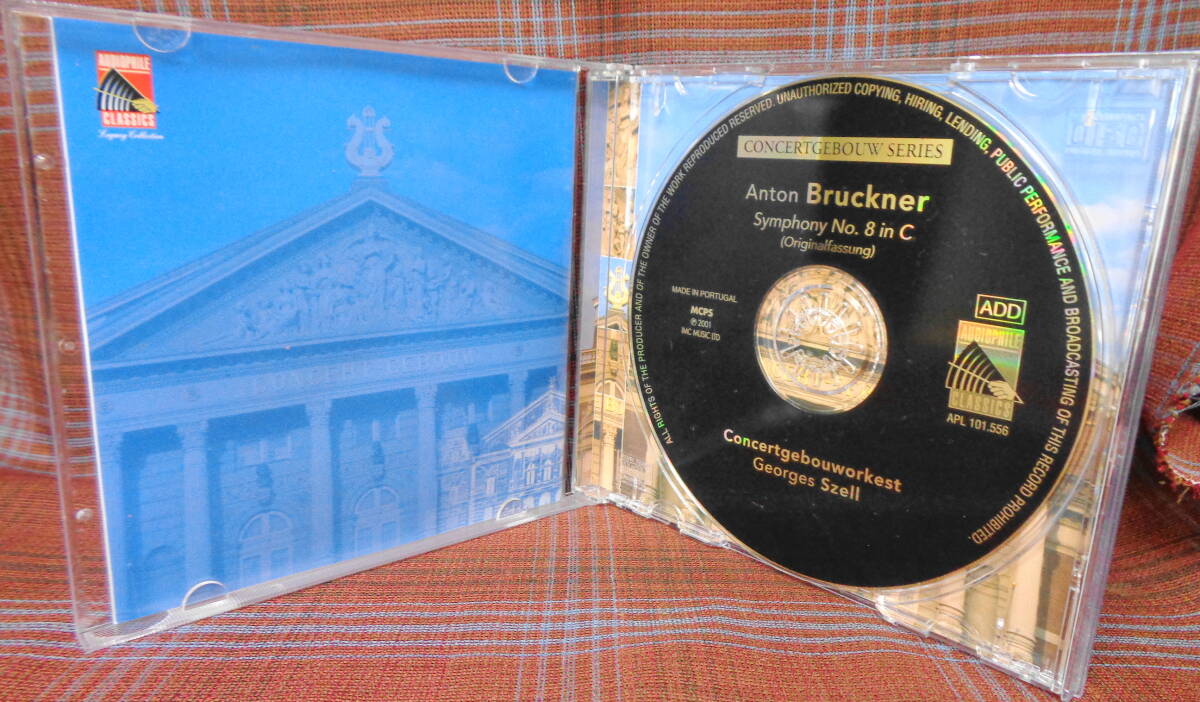 AUDIOPHILE
CLASSICS
Legacy Collection
ALL RIGHTS OF THE PRODUCER AND OF THE OWNER OF THE WORK REPRODUCED RESERVED. UNAUTHORIZED COPYING, HIRING, LENDING, PUBLIC PERFORMANCE AND BROADCASTING OF THIS RECORD PROHIBITED.
CONCERTGEBOUW SERIES
Anton Bruckner
Symphony No. 8 in C
(Originalfassung)
MADE IN PORTUGAL
MCPS
℗ 2001
IMC MUSIC LTD
ADD
AUDIOPHILE
CLASSICS
APL 101.556
Concertgebouworkest
Georges Szell